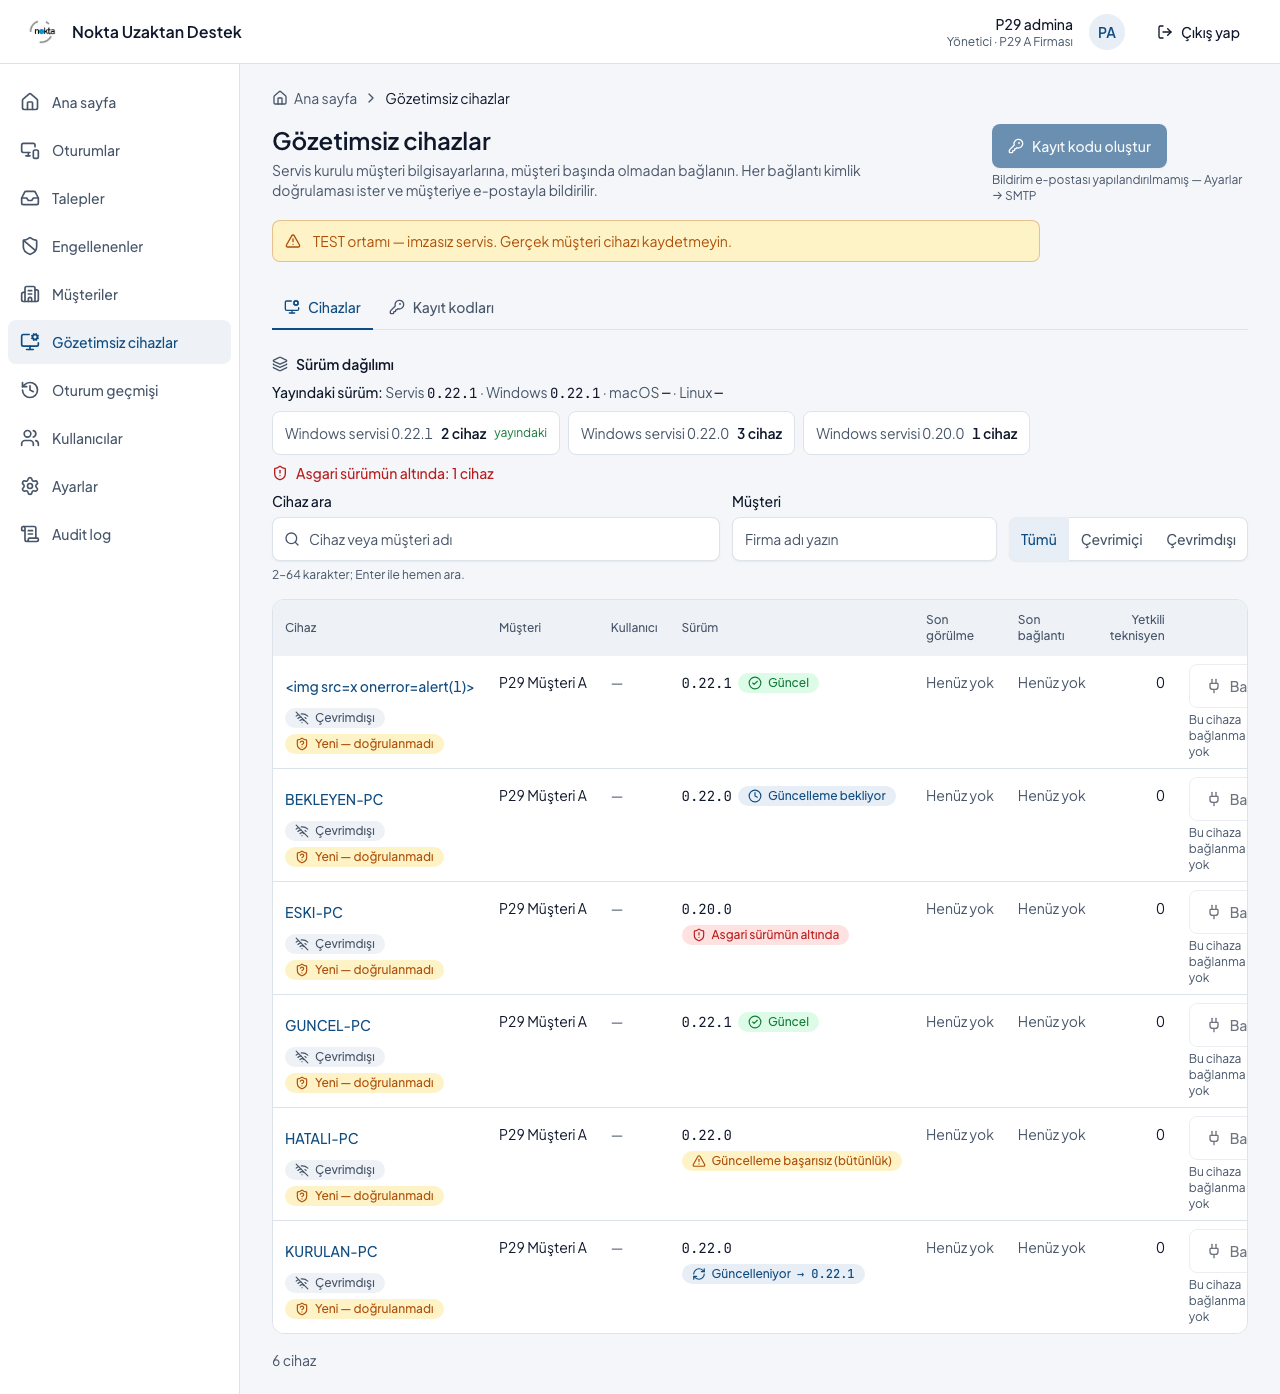 nokta
Nokta Uzaktan Destek
P29 admina
Yönetici · P29 A Firması
PA
Çıkış yap
Ana sayfa
Oturumlar
Talepler
Engellenenler
Müşteriler
Gözetimsiz cihazlar
Oturum geçmişi
Kullanıcılar
Ayarlar
Audit log
Ana sayfa > Gözetimsiz cihazlar
Gözetimsiz cihazlar
Servis kurulu müşteri bilgisayarlarına, müşteri başında olmadan bağlanın. Her bağlantı kimlik
doğrulaması ister ve müşteriye e-postayla bildirilir.
Kayıt kodu oluştur
Bildirim e-postası yapılandırılmamış — Ayarlar
→ SMTP
TEST ortamı — imzasız servis. Gerçek müşteri cihazı kaydetmeyin.
Cihazlar
Kayıt kodları
Sürüm dağılımı
Yayındaki sürüm: Servis 0.22.1 · Windows 0.22.1 · macOS — · Linux —
Windows servisi 0.22.1 2 cihaz yayındaki
Windows servisi 0.22.0 3 cihaz
Windows servisi 0.20.0 1 cihaz
Asgari sürümün altında: 1 cihaz
Cihaz ara
Müşteri
Cihaz veya müşteri adı
Firma adı yazın
Tümü
Çevrimiçi
Çevrimdışı
2–64 karakter; Enter ile hemen ara.
Cihaz
Müşteri
Kullanıcı
Sürüm
Son
görülme
Son
bağlantı
Yetkili
teknisyen
<img src=x onerror=alert(1)>
Çevrimdışı
Yeni — doğrulanmadı
P29 Müşteri A
—
0.22.1 Güncel
Henüz yok
Henüz yok
0
Ba
Bu cihaza
bağlanma
yok
BEKLEYEN-PC
Çevrimdışı
Yeni — doğrulanmadı
P29 Müşteri A
—
0.22.0 Güncelleme bekliyor
Henüz yok
Henüz yok
0
Ba
Bu cihaza
bağlanma
yok
ESKI-PC
Çevrimdışı
Yeni — doğrulanmadı
P29 Müşteri A
—
0.20.0
Asgari sürümün altında
Henüz yok
Henüz yok
0
Ba
Bu cihaza
bağlanma
yok
GUNCEL-PC
Çevrimdışı
Yeni — doğrulanmadı
P29 Müşteri A
—
0.22.1 Güncel
Henüz yok
Henüz yok
0
Ba
Bu cihaza
bağlanma
yok
HATALI-PC
Çevrimdışı
Yeni — doğrulanmadı
P29 Müşteri A
—
0.22.0
Güncelleme başarısız (bütünlük)
Henüz yok
Henüz yok
0
Ba
Bu cihaza
bağlanma
yok
KURULAN-PC
Çevrimdışı
Yeni — doğrulanmadı
P29 Müşteri A
—
0.22.0
Güncelleniyor → 0.22.1
Henüz yok
Henüz yok
0
Ba
Bu cihaza
bağlanma
yok
6 cihaz